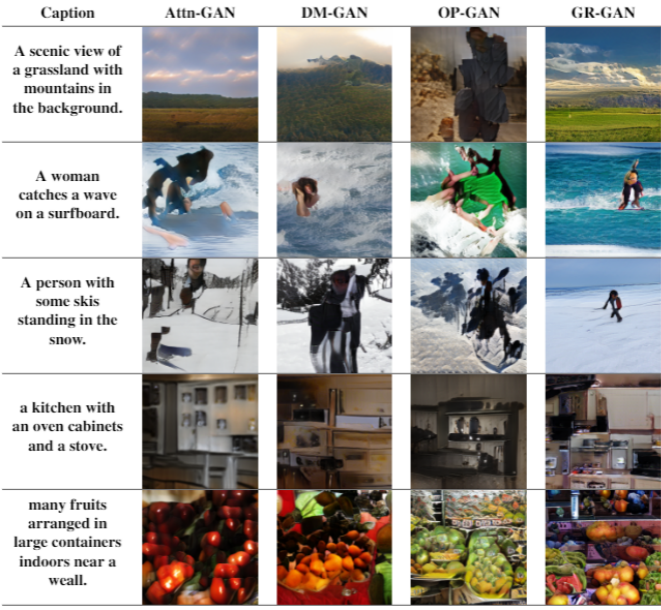 Caption Attn-GAN DM-GAN OP-GAN GR-GAN
A scenic view of
a grassland with
mountains in
the background.
A woman
catches a wave
on a surfboard.
A person with
some skis
standing in the
snow.
a kitchen with
an oven cabinets
and a stove.
many fruits
arranged in
large containers
indoors near a
weall.